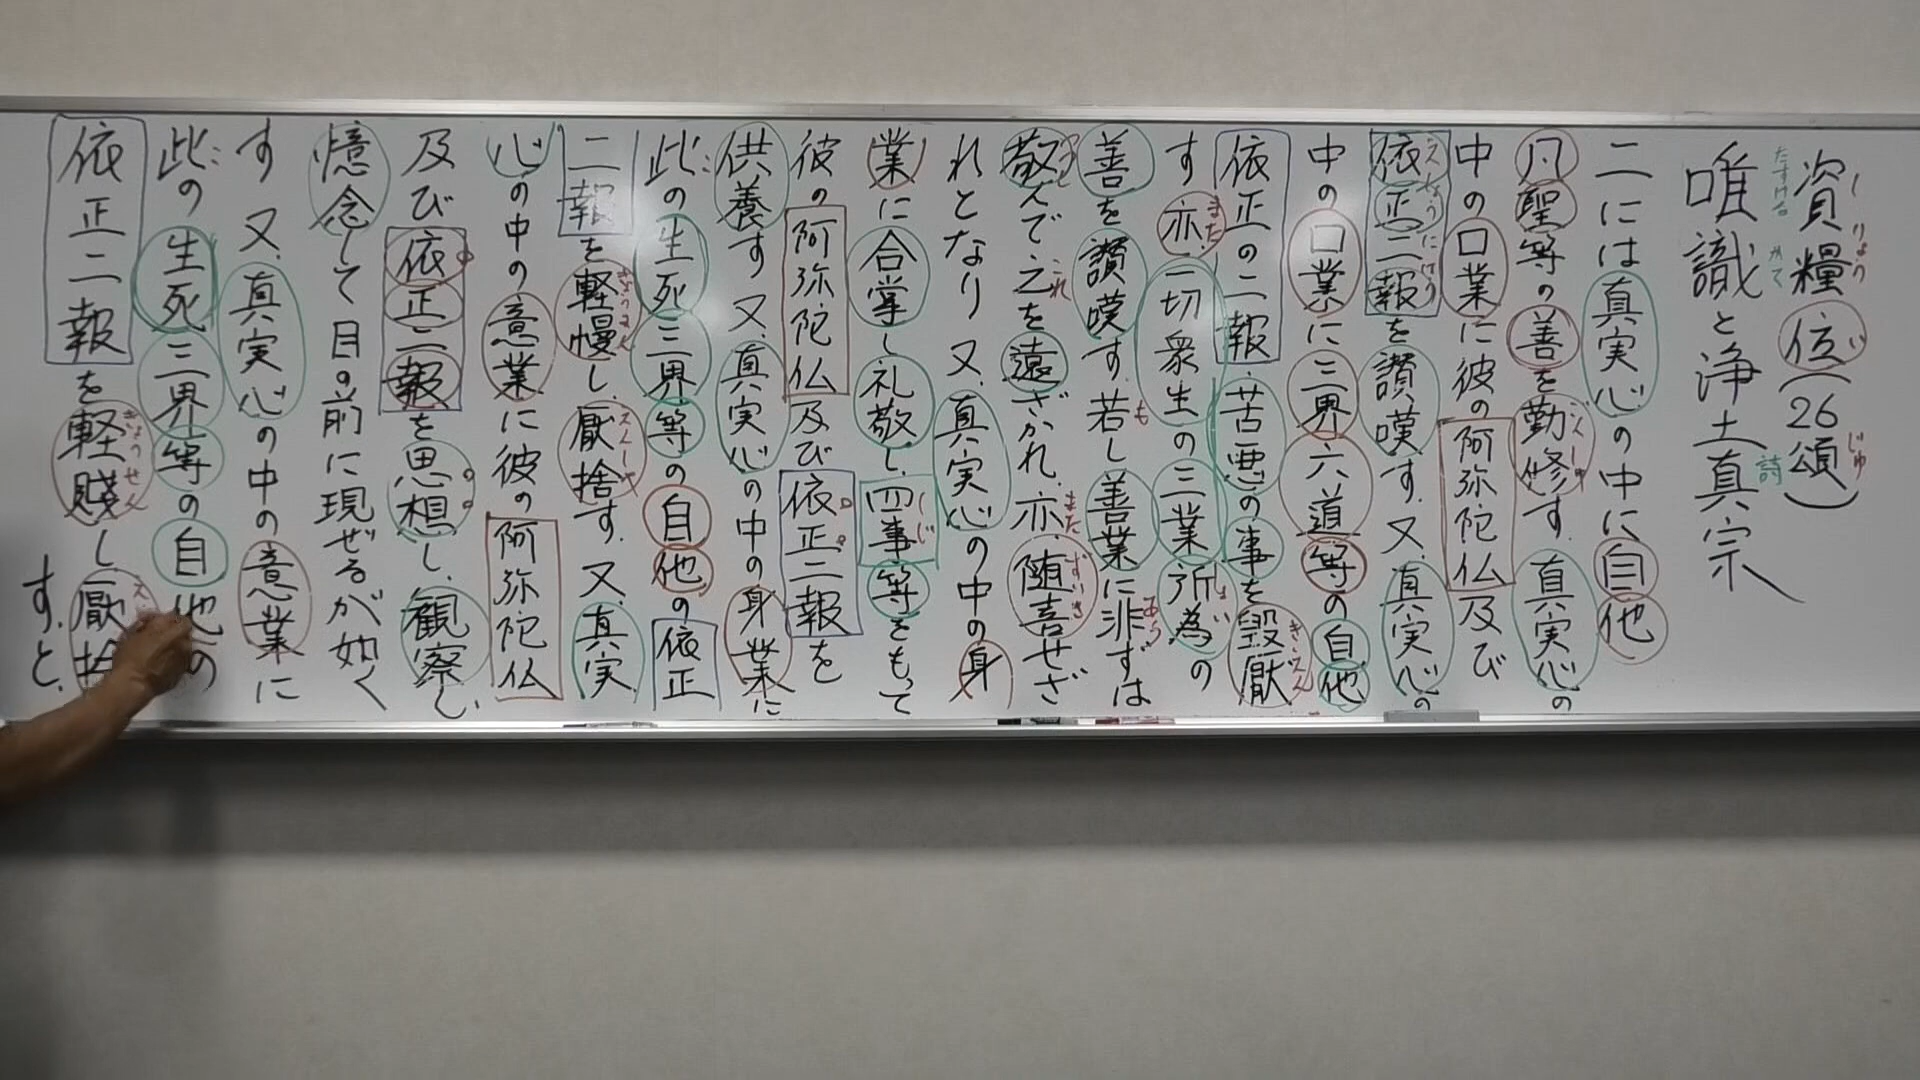 資糧位(26頌)
唯識と浄土真宗
二には真実心の中に自他
凡聖等の善を勤修す.真実心の
中の口業に彼の阿弥陀仏及び
依正二報を讃嘆す.又.真実心の
中の口業に三界六道等の自他
依正の二報.苦悪の事を毀厭
す.亦.一切衆生の三業所為の
善を讃嘆す.若し善業に非ずは
敬んで之を遠ざかれ.亦.随喜せざ
れとなり又.真実心の中の身
業に合掌し礼敬し.四事等をもって
彼の阿弥陀仏及び依正二報を
供養す又.真実心の中の身業に
此の生死三界等の自他の依正
二報を軽慢し.厭捨す.又.真実
心の中の意業に彼の阿弥陀仏
及び依正二報を思想し.観察し.
憶念して目の前に現ぜるが如く
す又.真実心の中の意業に
此の生死三界等の自他の
依正二報を軽賤し厭捨
す.と.